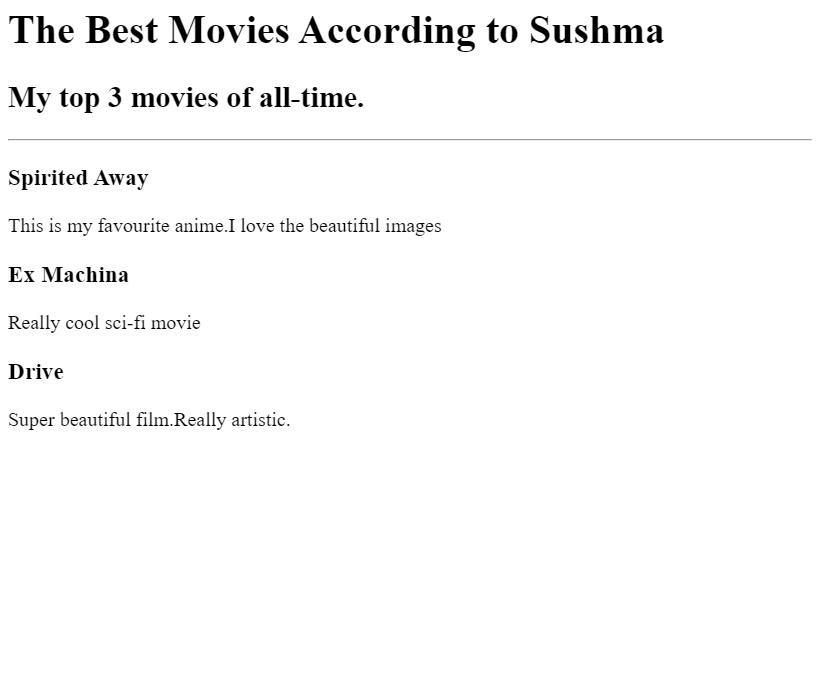 The Best Movies According to Sushma
My top 3 movies of all-time.
Spirited Away
This is my favourite anime.I love the beautiful images
Ex Machina
Really cool sci-fi movie
Drive
Super beautiful film.Really artistic.